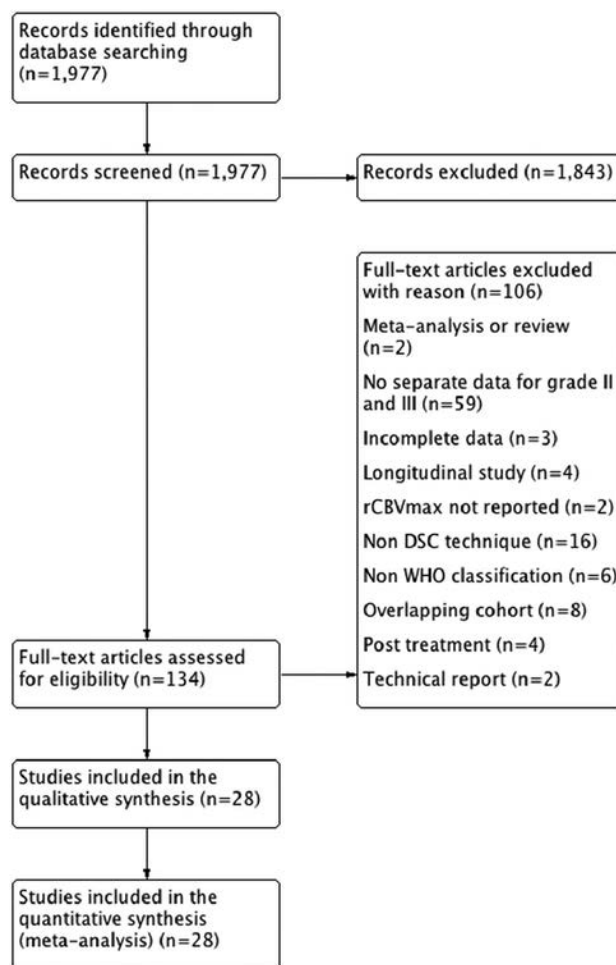 Records identified through
database searching
(n=1,977)
Records screened (n=1,977)
Records excluded (n=1,843)
Full-text articles excluded
with reason (n=106)
Meta-analysis or review
(n=2)
No separate data for grade II
and III (n=59)
Incomplete data (n=3)
Longitudinal study (n=4)
rCBVmax not reported (n=2)
Non DSC technique (n=16)
Non WHO classification (n=6)
Overlapping cohort (n=8)
Post treatment (n=4)
Technical report (n=2)
Full-text articles assessed
for eligibility (n=134)
Studies included in the
qualitative synthesis (n=28)
Studies included in the
quantitative synthesis
(meta-analysis) (n=28)